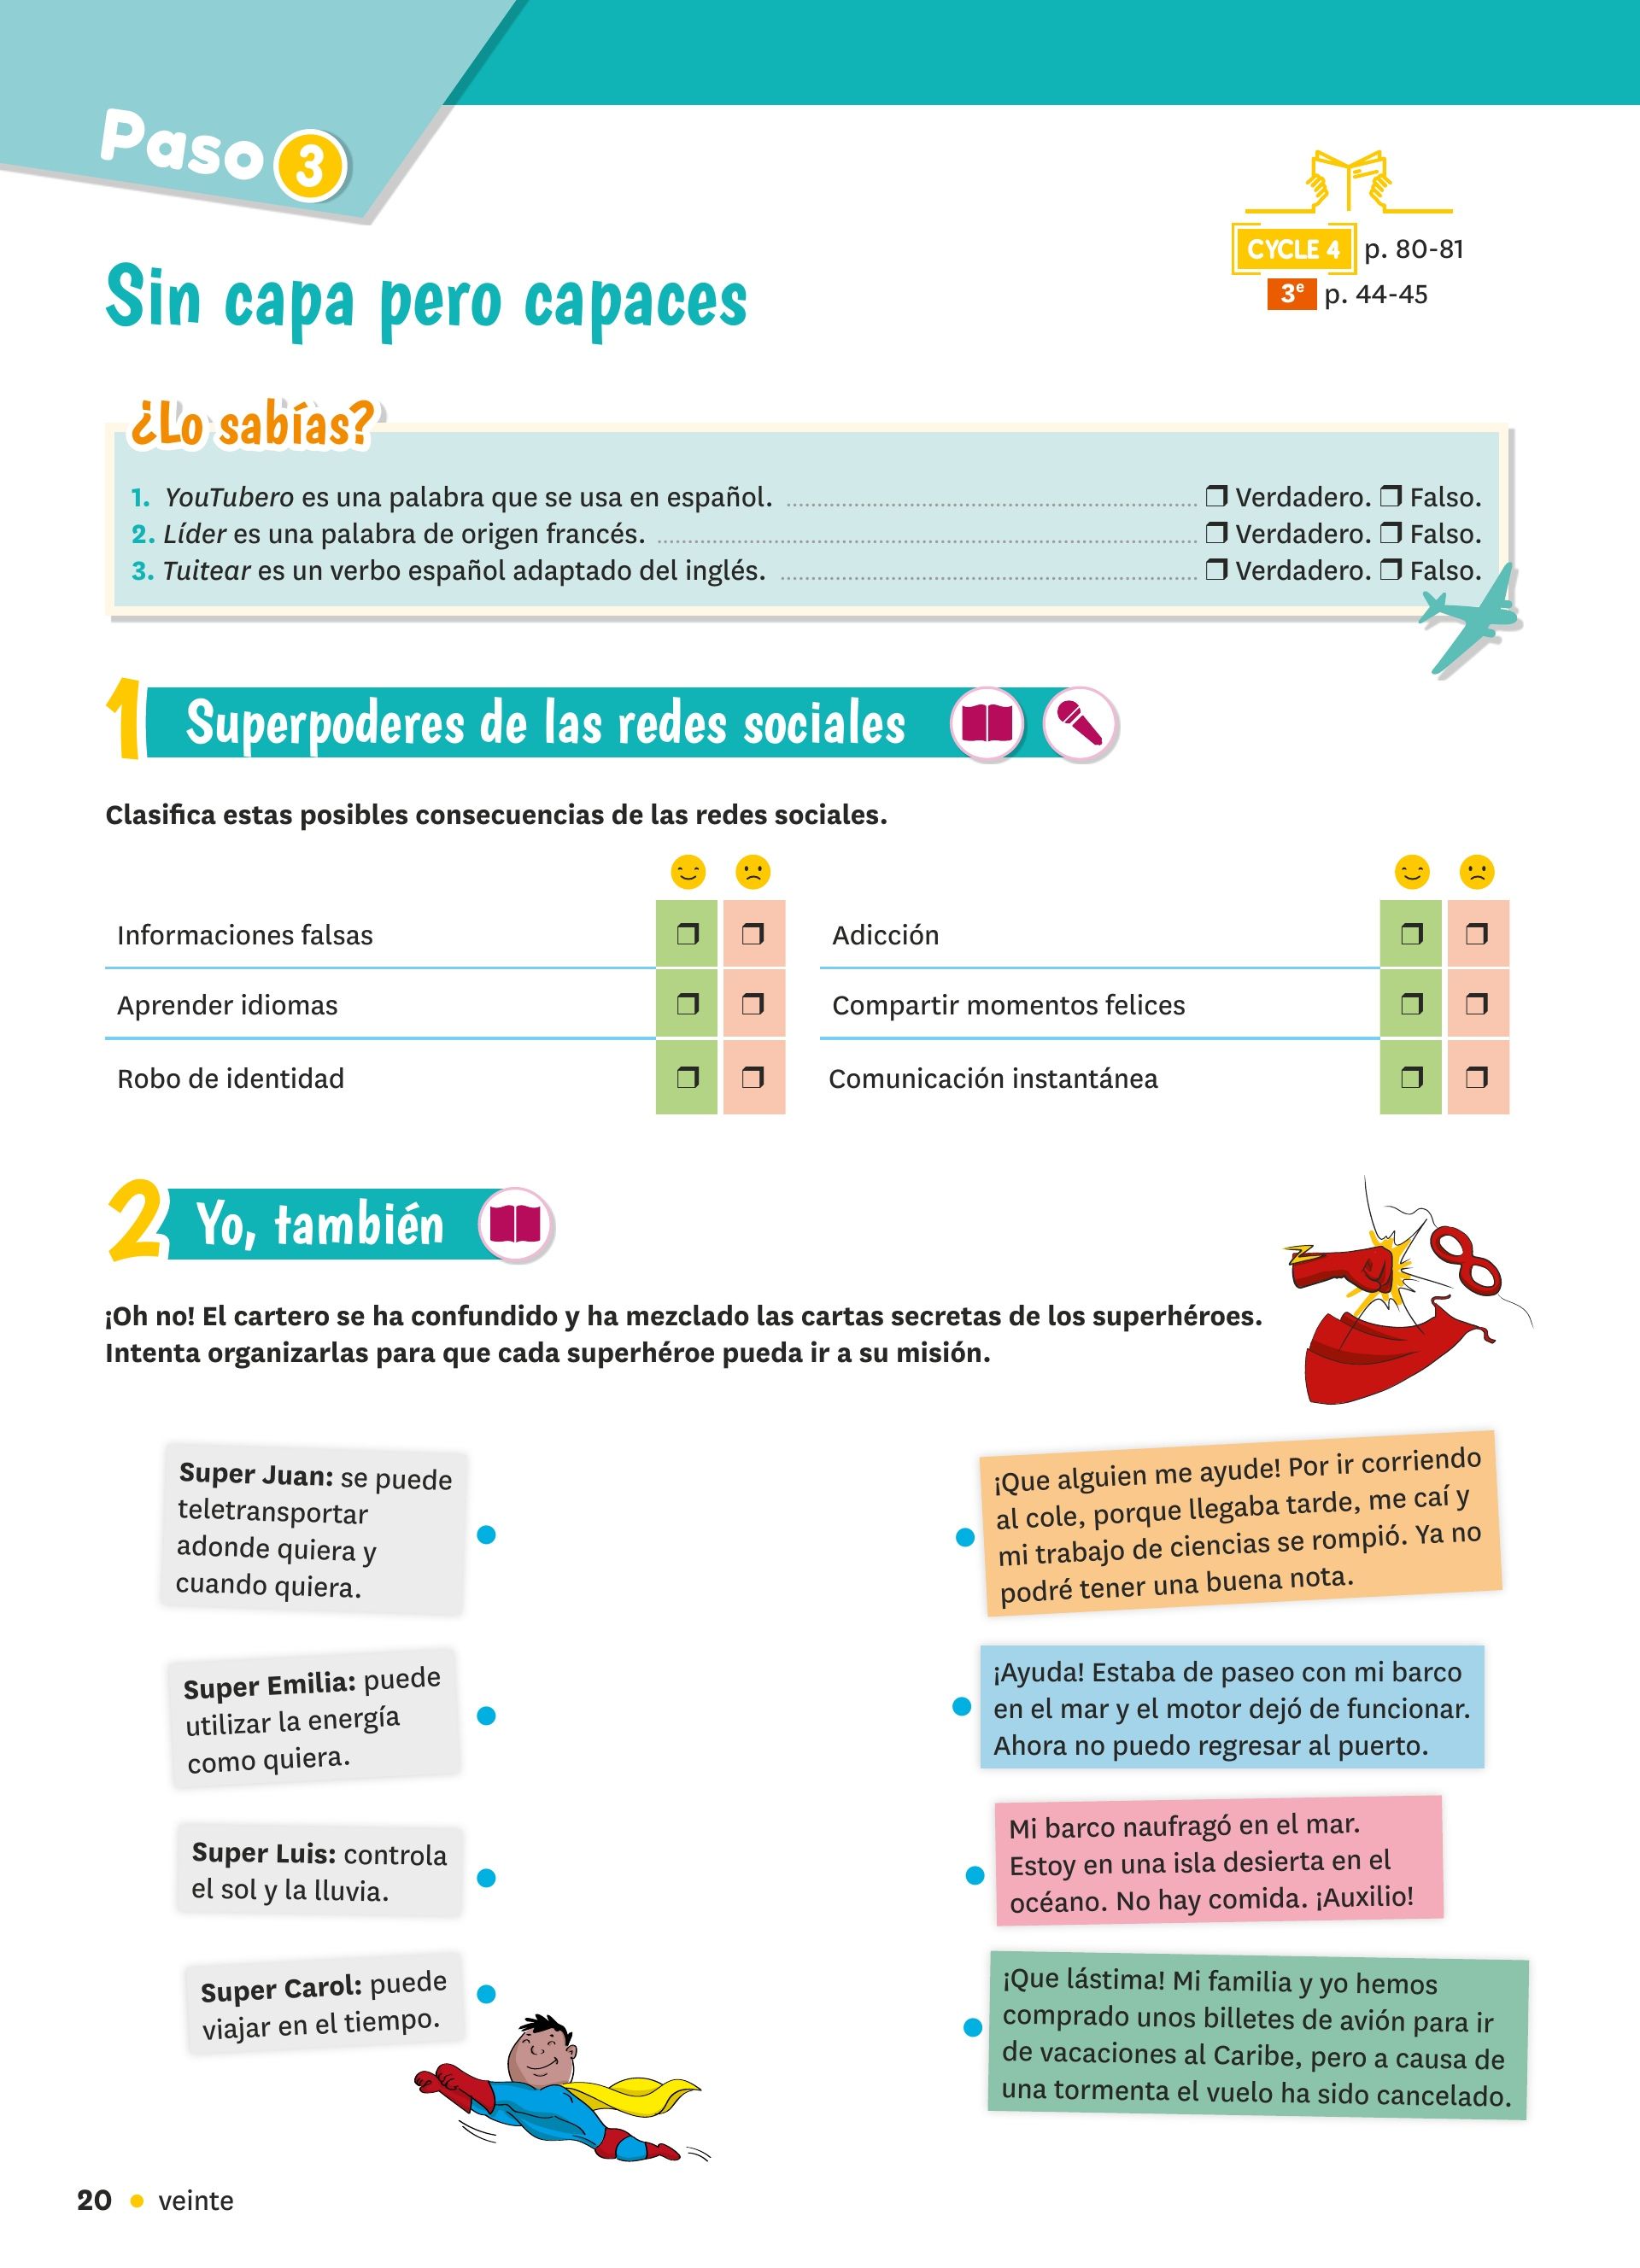 Paso 3
CYCLE 4 p. 80-81
3e p. 44-45
Sin capa pero capaces
¿Lo sabías?
1. YouTubero es una palabra que se usa en español. ❒ Verdadero. ❒ Falso.
2. Líder es una palabra de origen francés. ❒ Verdadero. ❒ Falso.
3. Tuitear es un verbo español adaptado del inglés. ❒ Verdadero. ❒ Falso.
1 Superpoderes de las redes sociales
Clasifica estas posibles consecuencias de las redes sociales.
Informaciones falsas ❒ ❒
Aprender idiomas ❒ ❒
Robo de identidad ❒ ❒
Adicción ❒ ❒
Compartir momentos felices ❒ ❒
Comunicación instantánea ❒ ❒
2 Yo, también
¡Oh no! El cartero se ha confundido y ha mezclado las cartas secretas de los superhéroes.
Intenta organizarlas para que cada superhéroe pueda ir a su misión.
Super Juan: se puede
teletransportar
adonde quiera y
cuando quiera.
Super Emilia: puede
utilizar la energía
como quiera.
Super Luis: controla
el sol y la lluvia.
Super Carol: puede
viajar en el tiempo.
¡Que alguien me ayude! Por ir corriendo
al cole, porque llegaba tarde, me caí y
mi trabajo de ciencias se rompió. Ya no
podré tener una buena nota.
¡Ayuda! Estaba de paseo con mi barco
en el mar y el motor dejó de funcionar.
Ahora no puedo regresar al puerto.
Mi barco naufragó en el mar.
Estoy en una isla desierta en el
océano. No hay comida. ¡Auxilio!
¡Que lástima! Mi familia y yo hemos
comprado unos billetes de avión para ir
de vacaciones al Caribe, pero a causa de
una tormenta el vuelo ha sido cancelado.
20 • veinte